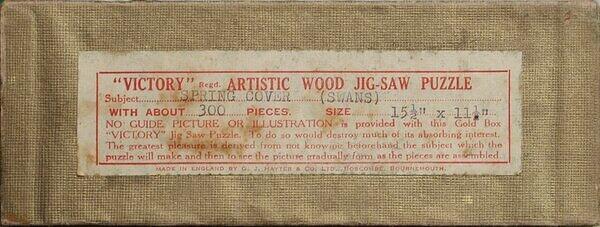 "VICTORY" Regd. ARTISTIC WOOD JIG-SAW PUZZLE
Subject SPRING COVER (SWANS)
WITH ABOUT 300 PIECES. SIZE 15½" x 11½"
NO GUIDE PICTURE OR ILLUSTRATION is provided with this Gold Box
"VICTORY" Jig Saw Puzzle. To do so would destroy much of its absorbing interest.
The greatest pleasure is derived from not knowing beforehand the subject which the
puzzle will make and then to see the picture gradually form as the pieces are assembled.
MADE IN ENGLAND BY G. J. HAYTER & CO. LTD., BOSCOMBE, BOURNEMOUTH.